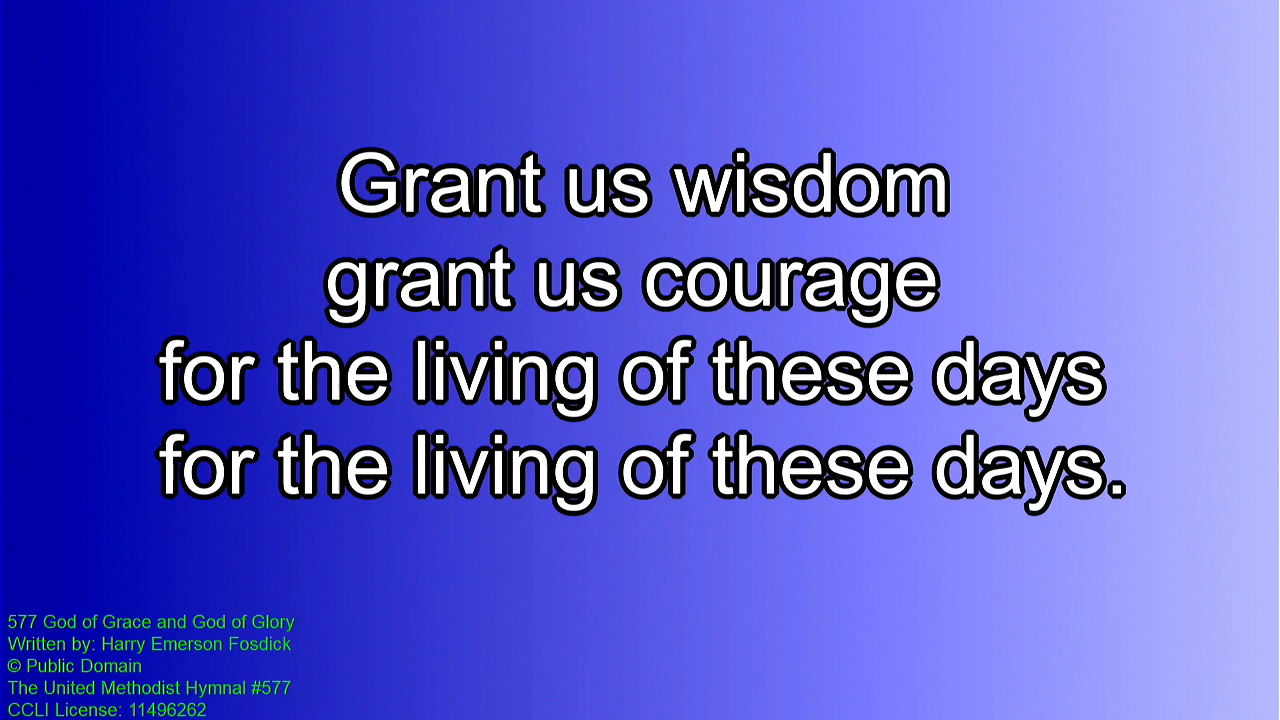 Grant us wisdom
grant us courage
for the living of these days
for the living of these days.
577 God of Grace and God of Glory
Written by: Harry Emerson Fosdick
© Public Domain
The United Methodist Hymnal #577
CCLI License: 11496262